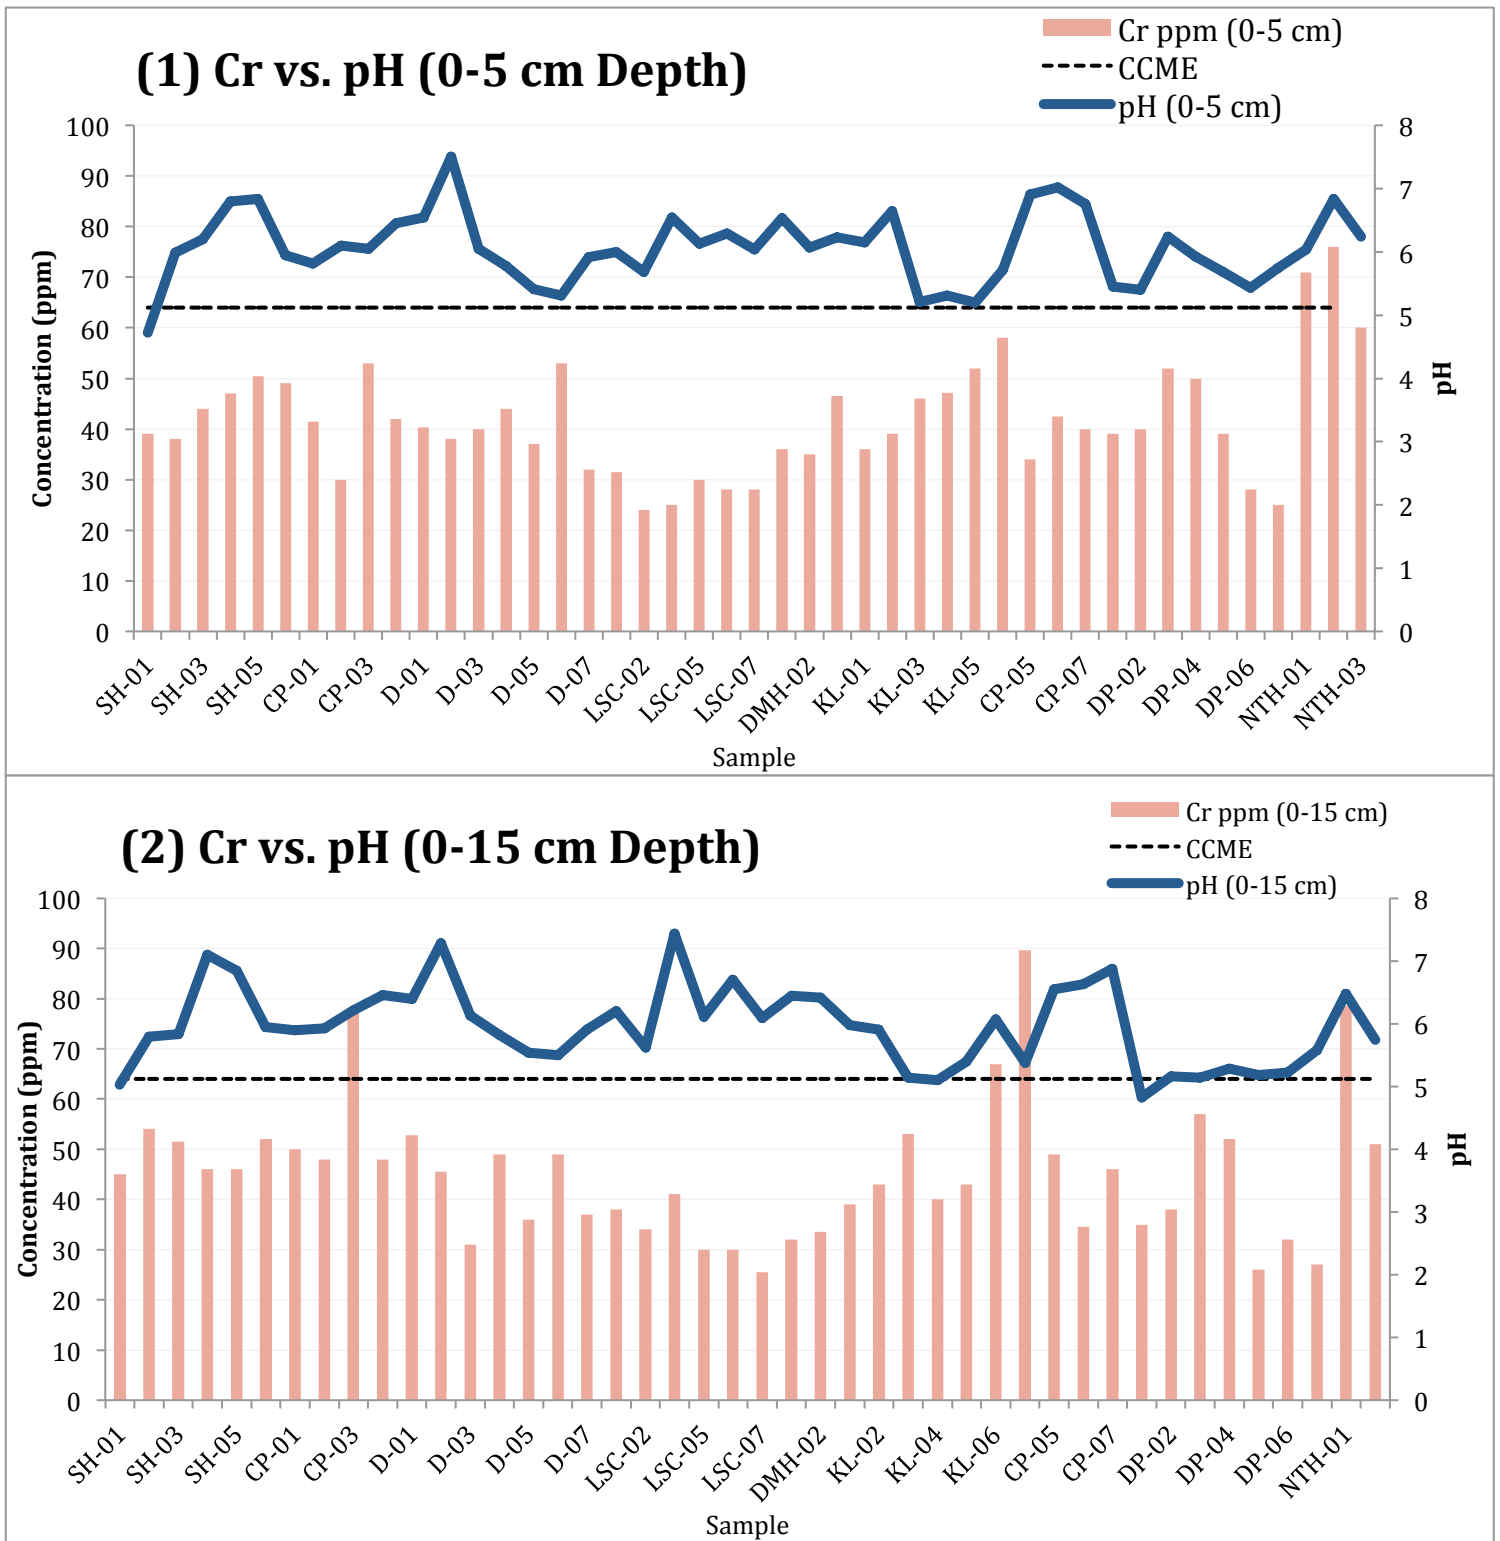 (1) Cr vs. pH (0-5 cm Depth)
Cr ppm (0-5 cm)
CCME
pH (0-5 cm)
100
90
80
70
60
50
40
30
20
10
0
Concentration (ppm)
8
7
6
5
4
3
2
1
0
pH
SH-01
SH-03
SH-05
CP-01
CP-03
D-01
D-03
D-05
D-07
LSC-02
LSC-05
LSC-07
DMH-02
KL-01
KL-03
KL-05
CP-05
CP-07
DP-02
DP-04
DP-06
NTH-01
NTH-03
Sample
(2) Cr vs. pH (0-15 cm Depth)
Cr ppm (0-15 cm)
CCME
pH (0-15 cm)
100
90
80
70
60
50
40
30
20
10
0
Concentration (ppm)
8
7
6
5
4
3
2
1
0
pH
SH-01
SH-03
SH-05
CP-01
CP-03
D-01
D-03
D-05
D-07
LSC-02
LSC-05
LSC-07
DMH-02
KL-02
KL-04
KL-06
CP-05
CP-07
DP-02
DP-04
DP-06
NTH-01
Sample